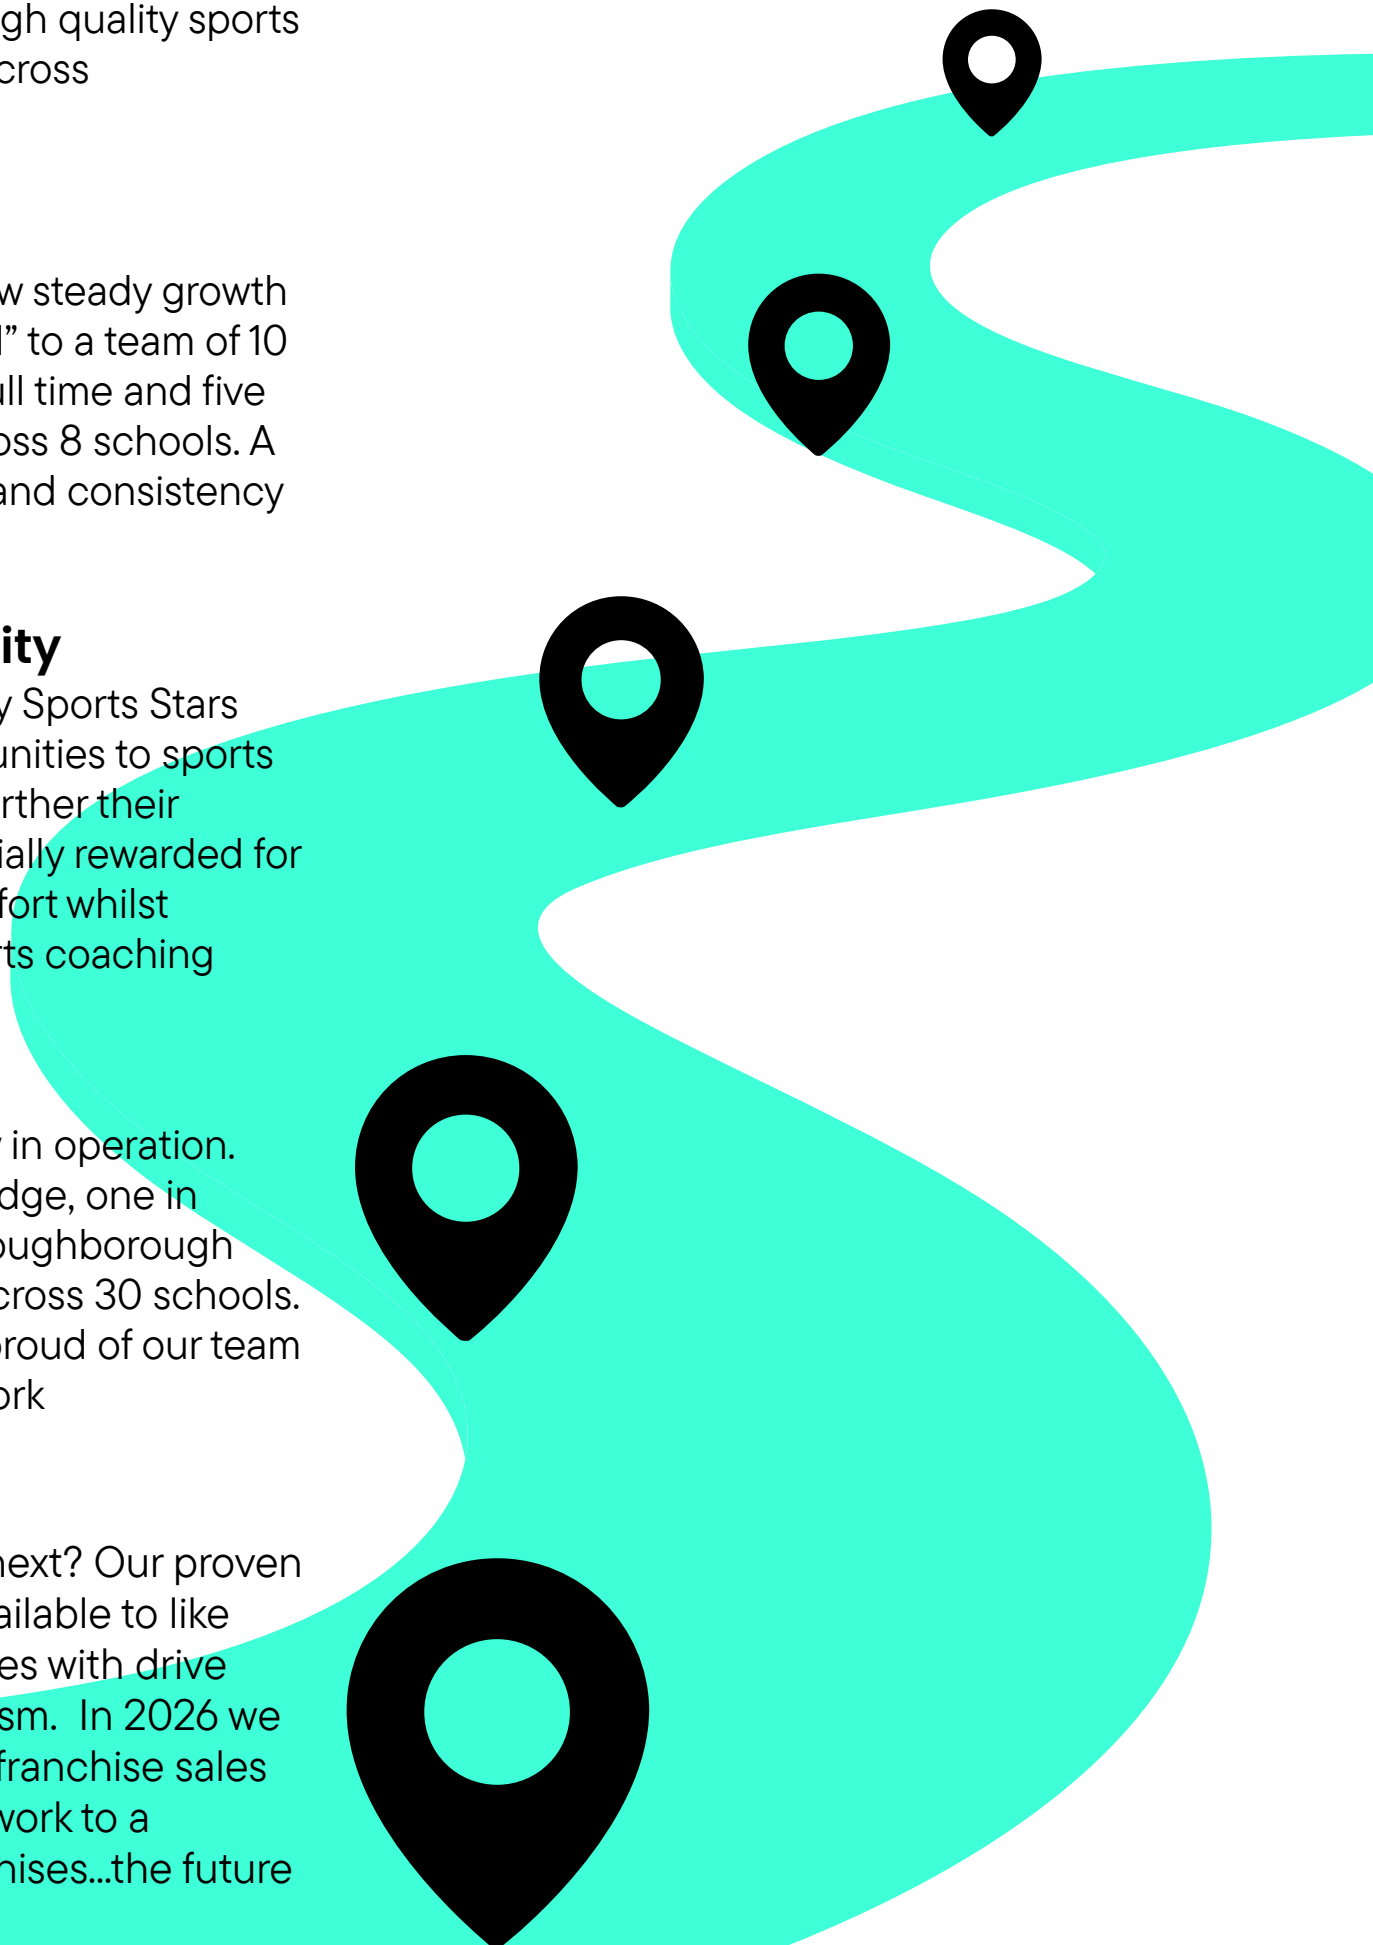 gh quality sports
cross
w steady growth
” to a team of 10
ull time and five
oss 8 schools. A
and consistency
ity
y Sports Stars
unities to sports
rther their
ially rewarded for
fort whilst
rts coaching
in operation.
dge, one in
oughborough
cross 30 schools.
proud of our team
ork
next? Our proven
ailable to like
es with drive
sm. In 2026 we
franchise sales
work to a
hises...the future